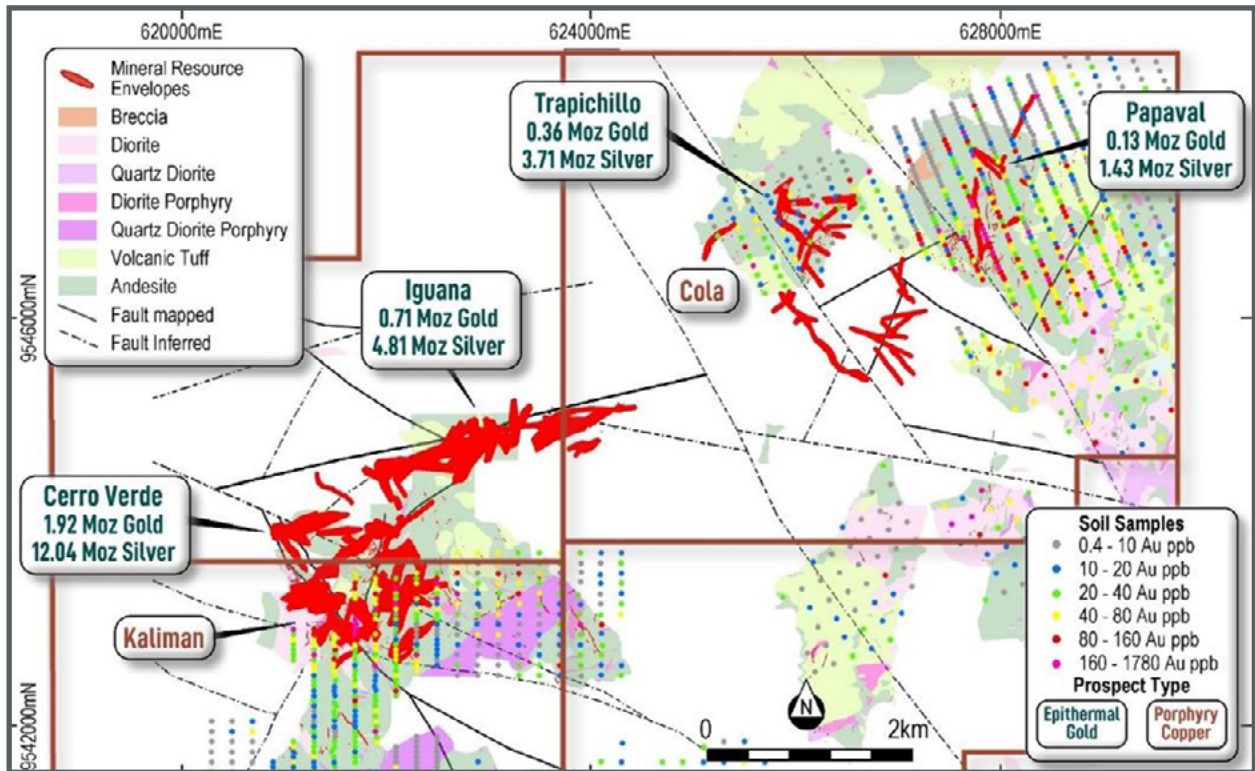 620000mE
624000mE
628000mE
Mineral Resource
Envelopes
Breccia
Diorite
Quartz Diorite
Diorite Porphyry
Quartz Diorite Porphyry
Volcanic Tuff
Andesite
Fault mapped
Fault Inferred
Trapichillo
0.36 Moz Gold
3.71 Moz Silver
Papaval
0.13 Moz Gold
1.43 Moz Silver
Cola
Iguana
0.71 Moz Gold
4.81 Moz Silver
9546000mN
Cerro Verde
1.92 Moz Gold
12.04 Moz Silver
Kaliman
9542000mN
N
0
2km
Soil Samples
0.4 - 10 Au ppb
10 - 20 Au ppb
20 - 40 Au ppb
40 - 80 Au ppb
80 - 160 Au ppb
160 - 1780 Au ppb
Prospect Type
Epithermal
Gold
Porphyry
Copper